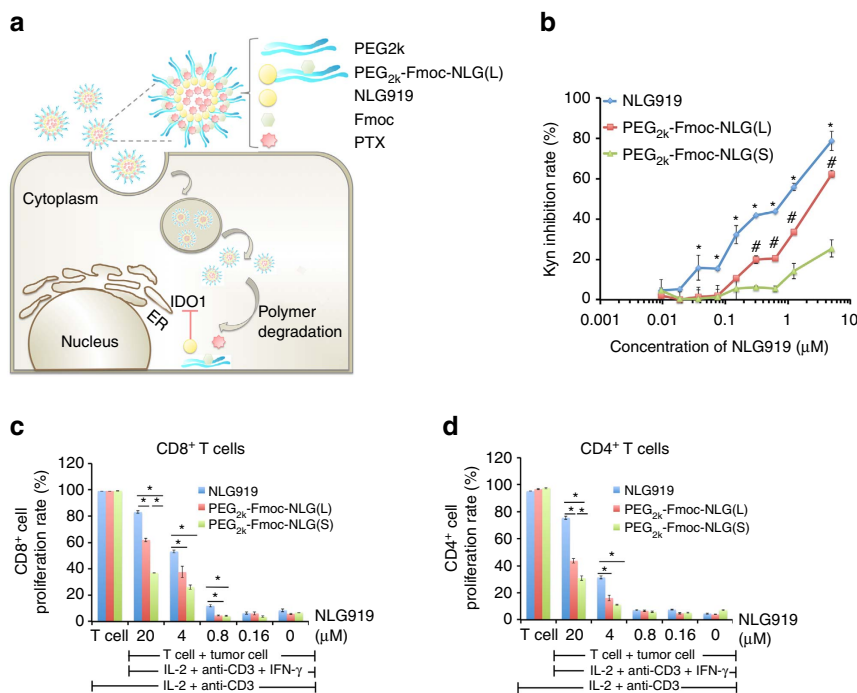 a
PEG2k
PEG2k-Fmoc-NLG(L)
NLG919
Fmoc
PTX
Cytoplasm
IDO1
ER
Nucleus
Polymer
degradation
b
Kyn inhibition rate (%)
100
80
60
40
20
0
0.001
0.01
0.1
1
10
Concentration of NLG919 (μM)
NLG919
PEG2k-Fmoc-NLG(L)
PEG2k-Fmoc-NLG(S)
* * * * * * * *
# # # #
c
CD8+ T cells
CD8+ cell
proliferation rate (%)
120
100
80
60
40
20
0
NLG919
PEG2k-Fmoc-NLG(L)
PEG2k-Fmoc-NLG(S)
*
* *
*
*
*
*
T cell 20 4 0.8 0.16 0
NLG919
(μM)
T cell + tumor cell
IL-2 + anti-CD3 + IFN-γ
IL-2 + anti-CD3
d
CD4+ T cells
CD4+ cell
proliferation rate (%)
120
100
80
60
40
20
0
NLG919
PEG2k-Fmoc-NLG(L)
PEG2k-Fmoc-NLG(S)
*
* *
*
*
T cell 20 4 0.8 0.16 0
NLG919
(μM)
T cell + tumor cell
IL-2 + anti-CD3 + IFN-γ
IL-2 + anti-CD3